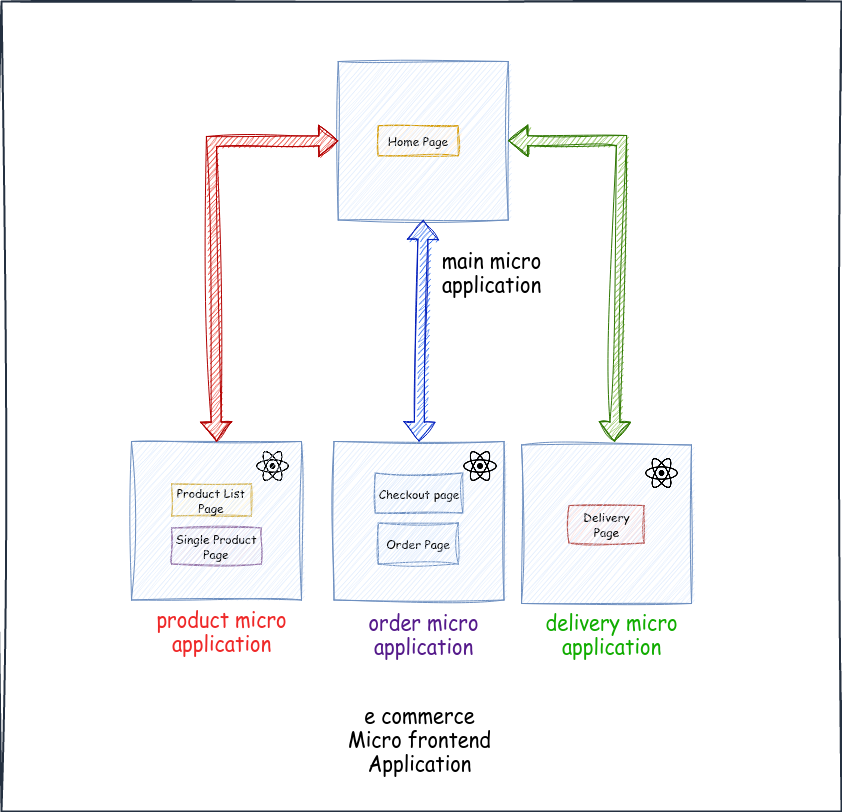 Home Page
main micro
application
Product List
Page
Single Product
Page
Checkout page
Order Page
Delivery
Page
product micro
application
order micro
application
delivery micro
application
e commerce
Micro frontend
Application